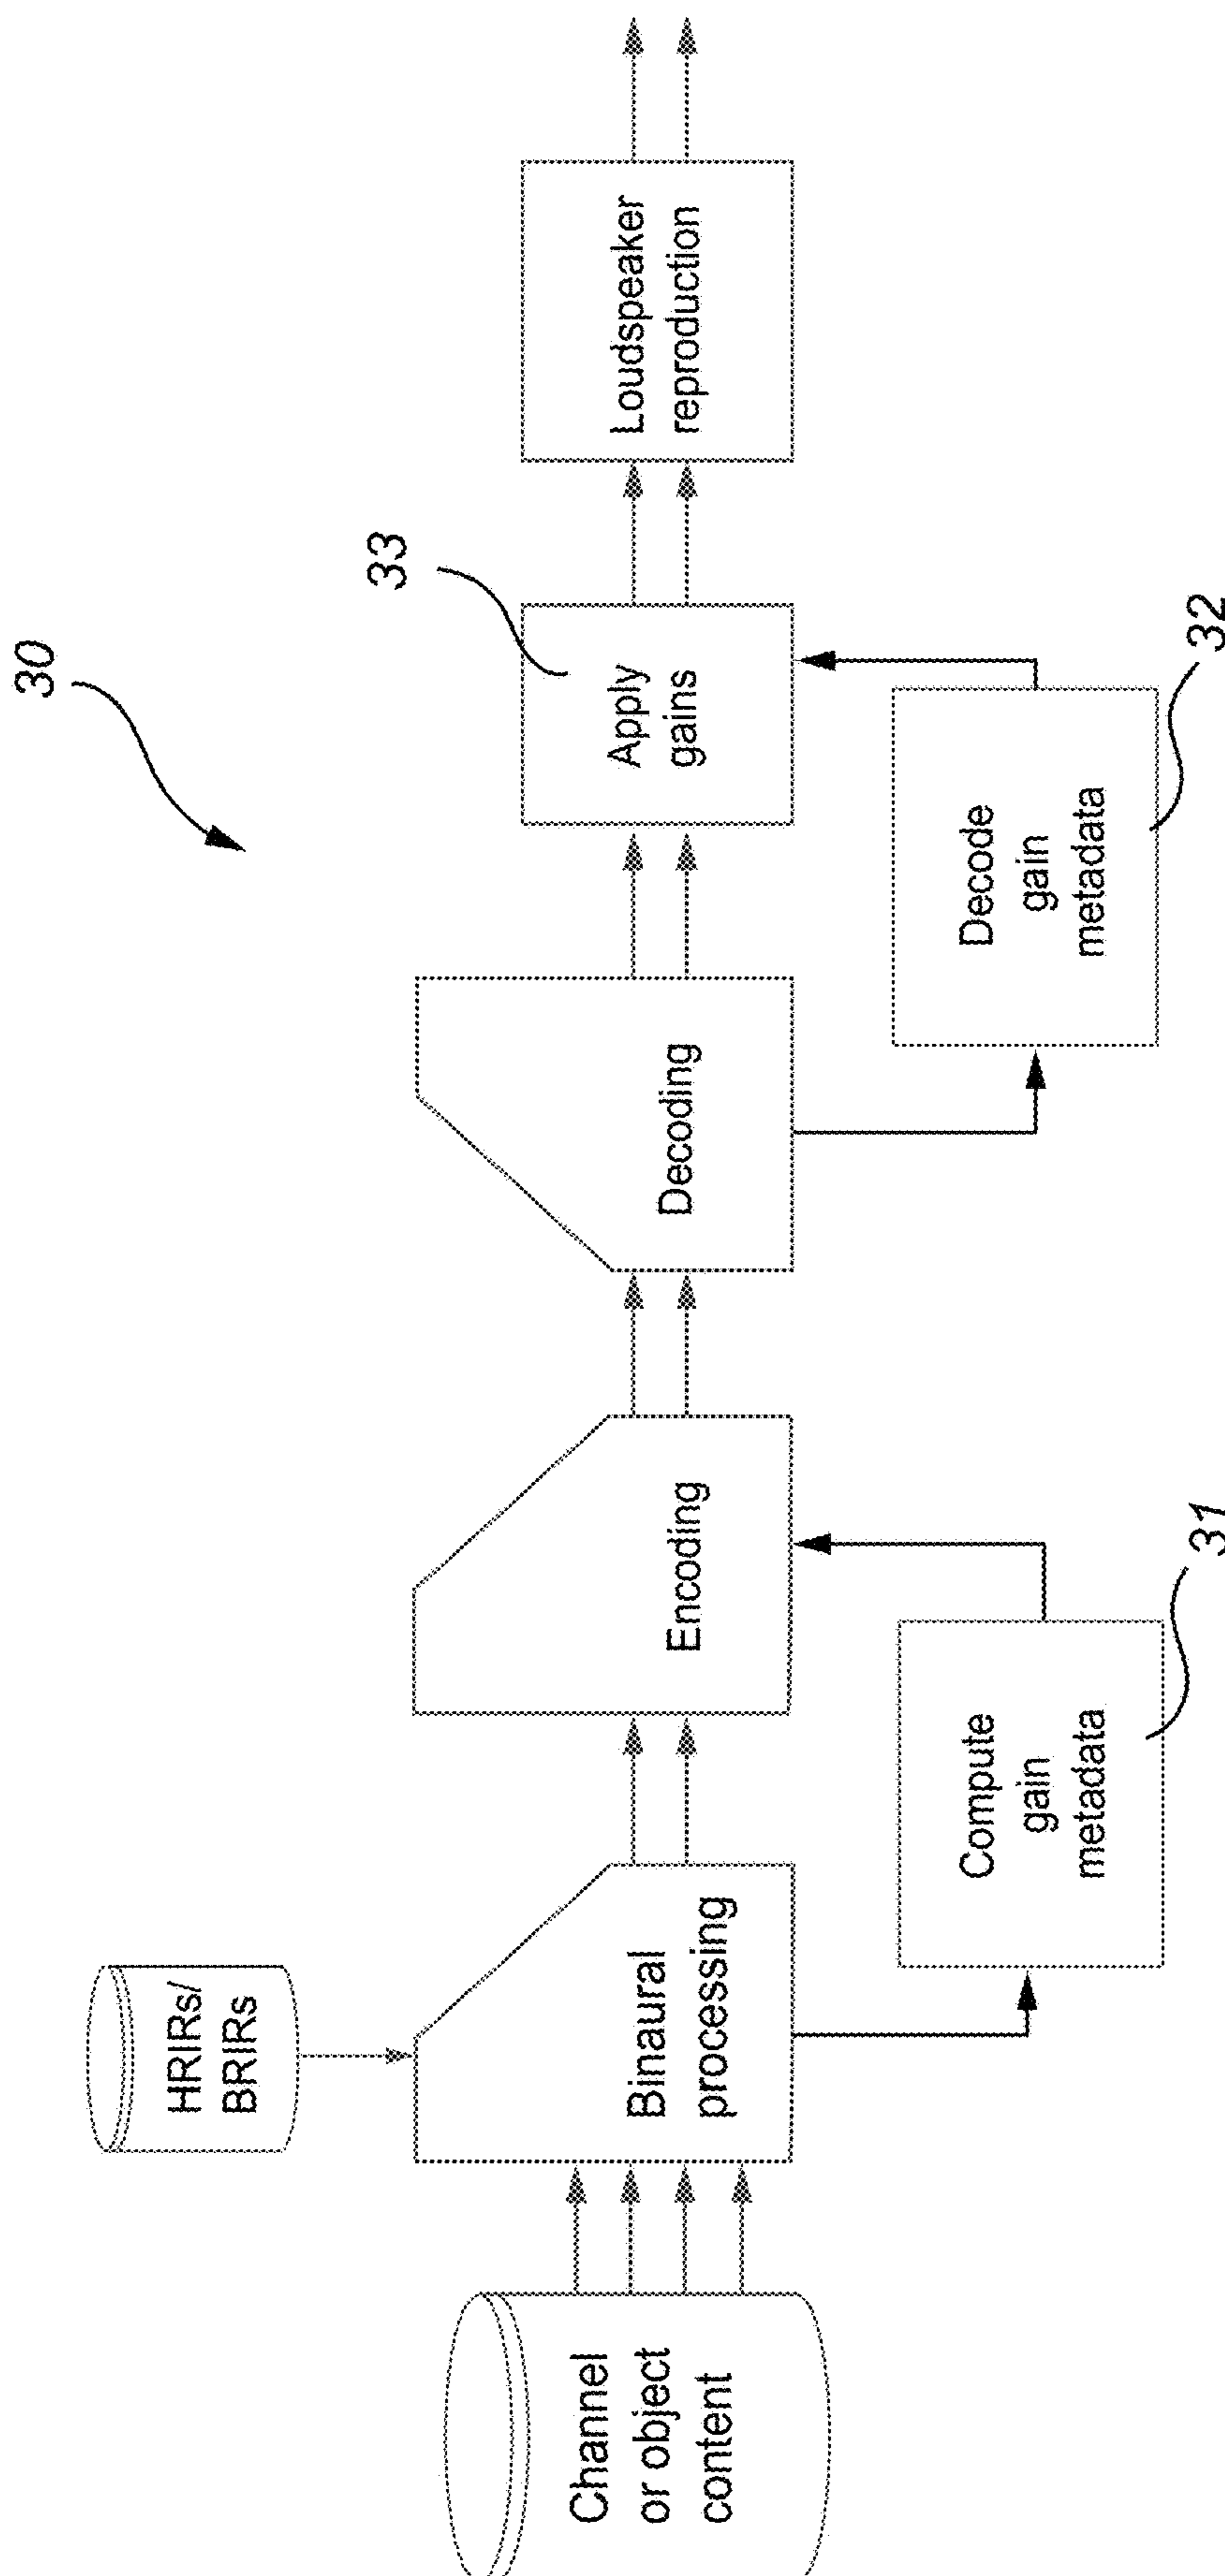 30
HRIRs/
BRIRs
Channel
or object
content
Binaural
processing
Encoding
Decoding
Apply
gains
33
Loudspeaker
reproduction
Compute
gain
metadata
31
Decode
gain
metadata
32